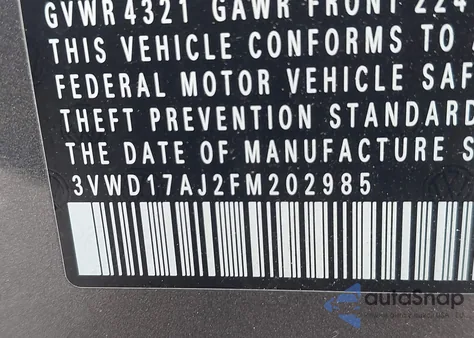 GVWR 4321 GAWR FRONT 224
THIS VEHICLE CONFORMS TO
FEDERAL MOTOR VEHICLE SAF
THEFT PREVENTION STANDARD
THE DATE OF MANUFACTURE S
3VWD17AJ2FM202985
autoSnap